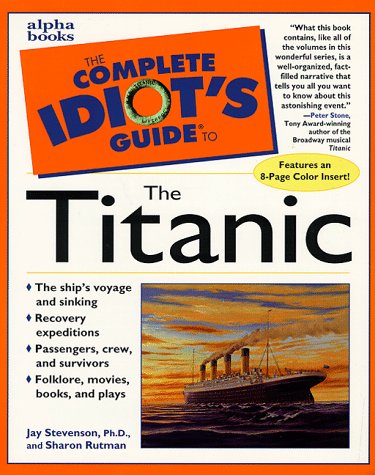 alpha
books
THE
COMPLETE
IDIOT'S
GUIDE® TO
"What this book
contains, like all of
the volumes in this
wonderful series, is a
well-organized, fact-
filled narrative that
tells you all you want
to know about this
astonishing event."
—Peter Stone,
Tony Award-winning
author of the
Broadway musical
Titanic
Features an
8-Page Color Insert!
The
Titanic
♦ The ship's voyage
and sinking
♦ Recovery
expeditions
♦ Passengers, crew,
and survivors
♦ Folklore, movies,
books, and plays
Jay Stevenson, Ph.D.,
and Sharon Rutman